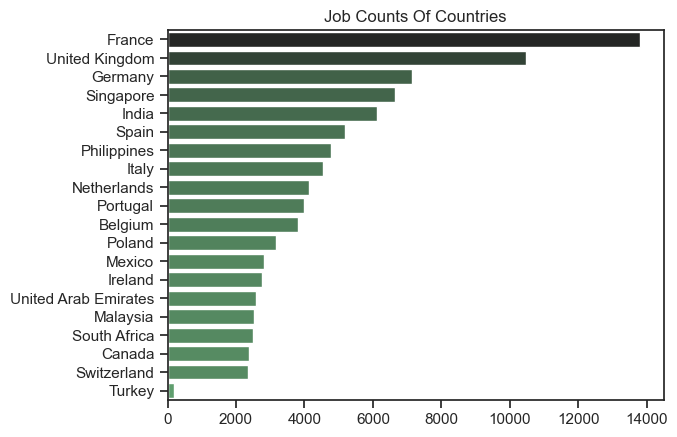 Job Counts Of Countries
France
United Kingdom
Germany
Singapore
India
Spain
Philippines
Italy
Netherlands
Portugal
Belgium
Poland
Mexico
Ireland
United Arab Emirates
Malaysia
South Africa
Canada
Switzerland
Turkey
0 2000 4000 6000 8000 10000 12000 14000